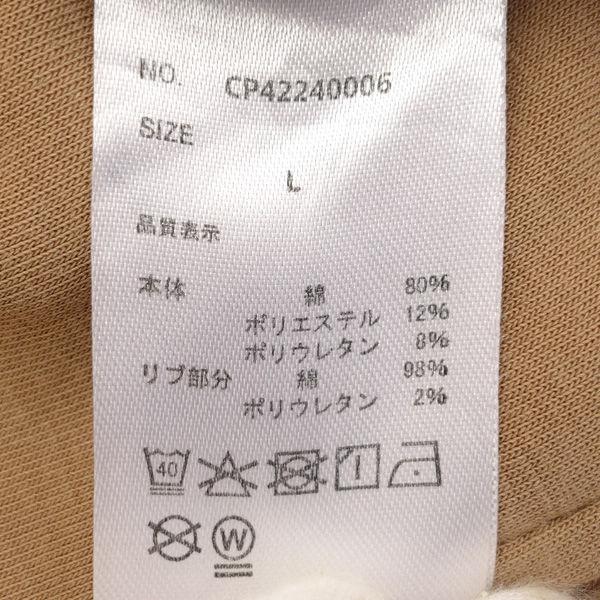 NO. CP42240006
SIZE
L
品質表示
本体 綿 80%
ポリエステル 12%
ポリウレタン 8%
リブ部分 綿 98%
ポリウレタン 2%
40
W